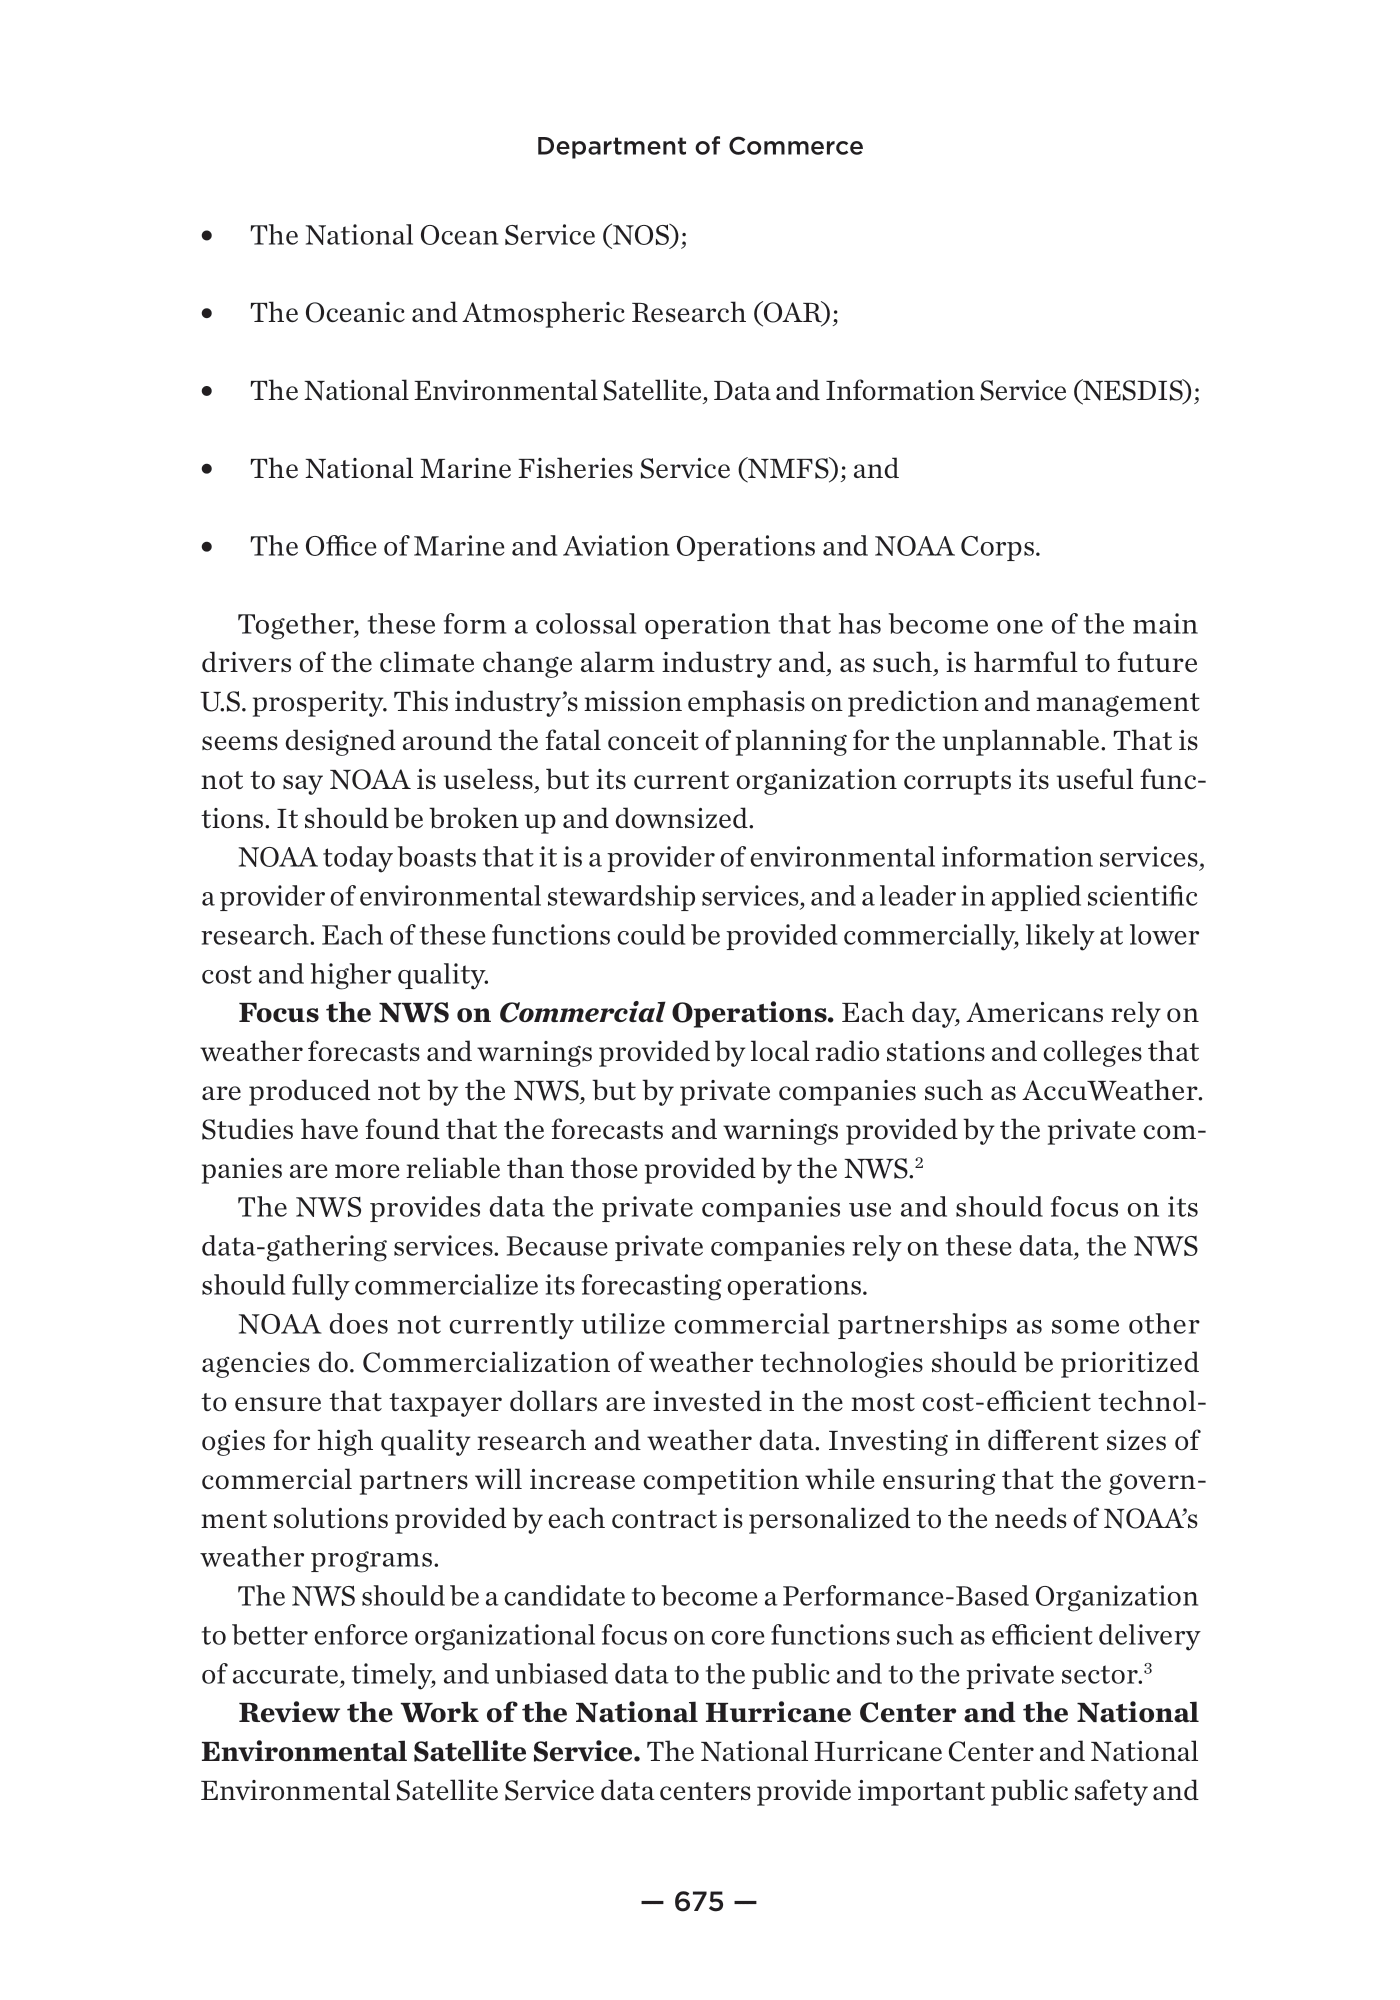 Department of Commerce
• The National Ocean Service (NOS);
• The Oceanic and Atmospheric Research (OAR);
• The National Environmental Satellite, Data and Information Service (NESDIS);
• The National Marine Fisheries Service (NMFS); and
• The Office of Marine and Aviation Operations and NOAA Corps.
Together, these form a colossal operation that has become one of the main
drivers of the climate change alarm industry and, as such, is harmful to future
U.S. prosperity. This industry’s mission emphasis on prediction and management
seems designed around the fatal conceit of planning for the unplannable. That is
not to say NOAA is useless, but its current organization corrupts its useful func-
tions. It should be broken up and downsized.
NOAA today boasts that it is a provider of environmental information services,
a provider of environmental stewardship services, and a leader in applied scientific
research. Each of these functions could be provided commercially, likely at lower
cost and higher quality.
Focus the NWS on Commercial Operations. Each day, Americans rely on
weather forecasts and warnings provided by local radio stations and colleges that
are produced not by the NWS, but by private companies such as AccuWeather.
Studies have found that the forecasts and warnings provided by the private com-
panies are more reliable than those provided by the NWS.²
The NWS provides data the private companies use and should focus on its
data-gathering services. Because private companies rely on these data, the NWS
should fully commercialize its forecasting operations.
NOAA does not currently utilize commercial partnerships as some other
agencies do. Commercialization of weather technologies should be prioritized
to ensure that taxpayer dollars are invested in the most cost-efficient technol-
ogies for high quality research and weather data. Investing in different sizes of
commercial partners will increase competition while ensuring that the govern-
ment solutions provided by each contract is personalized to the needs of NOAA’s
weather programs.
The NWS should be a candidate to become a Performance-Based Organization
to better enforce organizational focus on core functions such as efficient delivery
of accurate, timely, and unbiased data to the public and to the private sector.³
Review the Work of the National Hurricane Center and the National
Environmental Satellite Service. The National Hurricane Center and National
Environmental Satellite Service data centers provide important public safety and
— 675 —